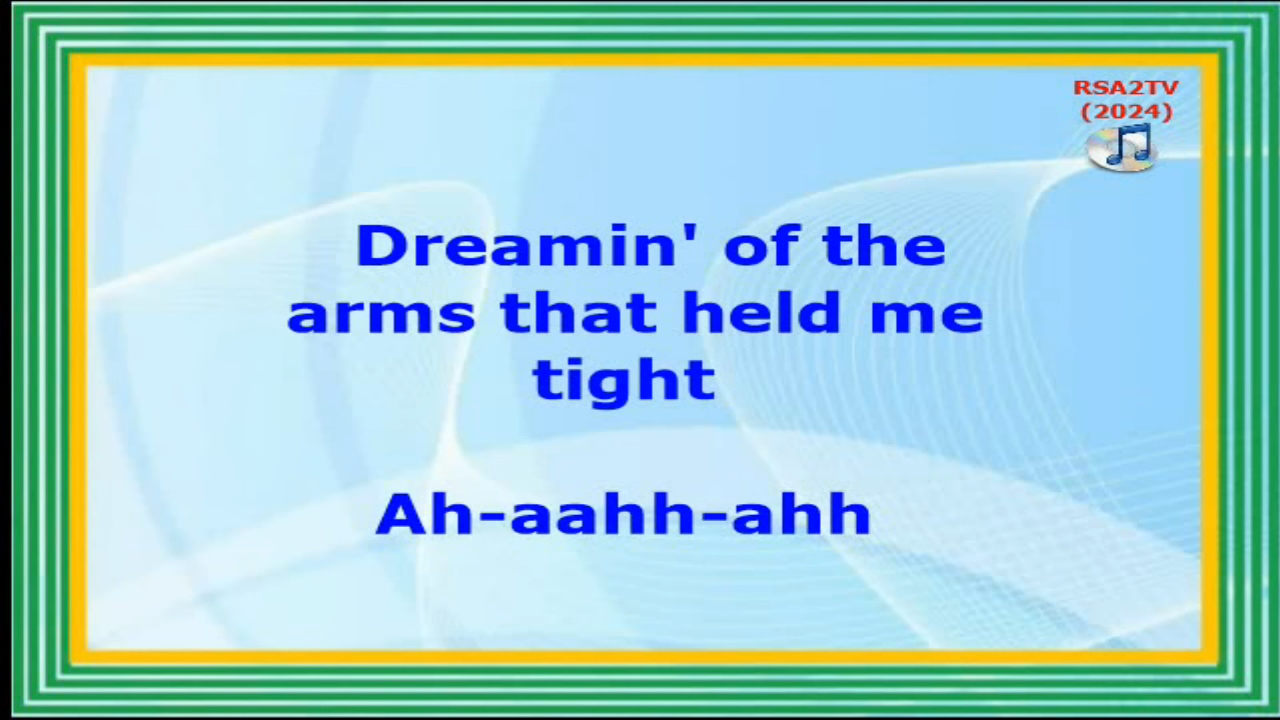 RSA2TV
(2024)
Dreamin' of the
arms that held me
tight
Ah-aahh-ahh